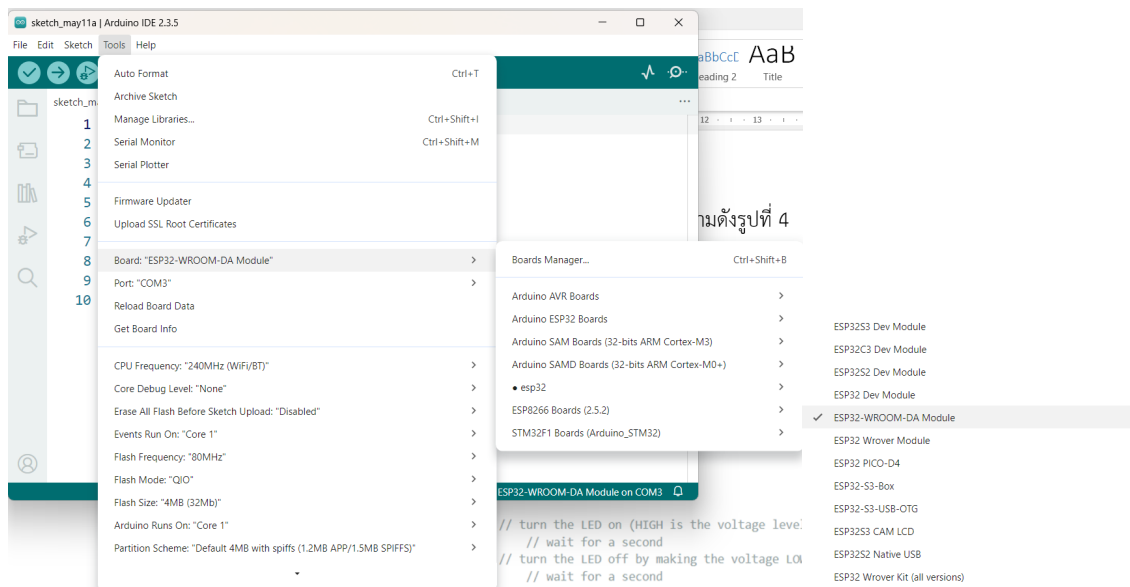 sketch_may11a | Arduino IDE 2.3.5
File Edit Sketch Tools Help
sketch_m
1
2
3
4
5
6
7
8
9
10
Auto Format Ctrl+T
Archive Sketch
Manage Libraries... Ctrl+Shift+I
Serial Monitor Ctrl+Shift+M
Serial Plotter
Firmware Updater
Upload SSL Root Certificates
Board: "ESP32-WROOM-DA Module"
Port: "COM3"
Reload Board Data
Get Board Info
CPU Frequency: "240MHz (WiFi/BT)"
Core Debug Level: "None"
Erase All Flash Before Sketch Upload: "Disabled"
Events Run On: "Core 1"
Flash Frequency: "80MHz"
Flash Mode: "QIO"
Flash Size: "4MB (32Mb)"
Arduino Runs On: "Core 1"
Partition Scheme: "Default 4MB with spiffs (1.2MB APP/1.5MB SPIFFS)"
aBbCcD AaB
eading 2 Title
12 13
ามดังรูปที่ 4
Boards Manager... Ctrl+Shift+B
Arduino AVR Boards
Arduino ESP32 Boards
Arduino SAM Boards (32-bits ARM Cortex-M3)
Arduino SAMD Boards (32-bits ARM Cortex-M0+)
esp32
ESP8266 Boards (2.5.2)
STM32F1 Boards (Arduino_STM32)
ESP32-WROOM-DA Module on COM3
// turn the LED on (HIGH is the voltage leve
// wait for a second
// turn the LED off by making the voltage LO
// wait for a second
ESP32S3 Dev Module
ESP32C3 Dev Module
ESP32S2 Dev Module
ESP32 Dev Module
ESP32-WROOM-DA Module
ESP32 Wrover Module
ESP32 PICO-D4
ESP32-S3-Box
ESP32-S3-USB-OTG
ESP32S3 CAM LCD
ESP32S2 Native USB
ESP32 Wrover Kit (all versions)